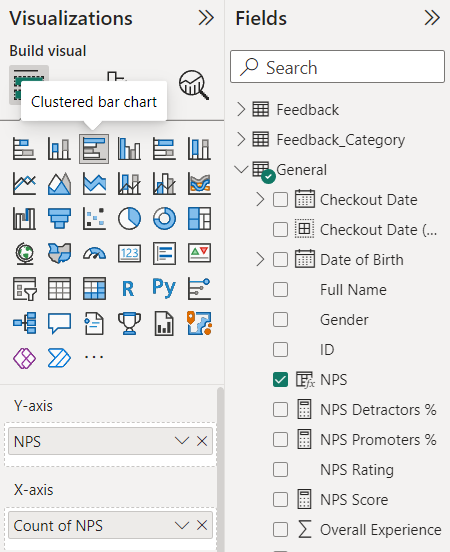 Visualizations
Build visual
Clustered bar chart
123
R
Py
...
Y-axis
NPS
X-axis
Count of NPS
Fields
Search
Feedback
Feedback_Category
General
Checkout Date
Checkout Date (...
Date of Birth
Full Name
Gender
ID
NPS
NPS Detractors %
NPS Promoters %
NPS Rating
NPS Score
Overall Experience